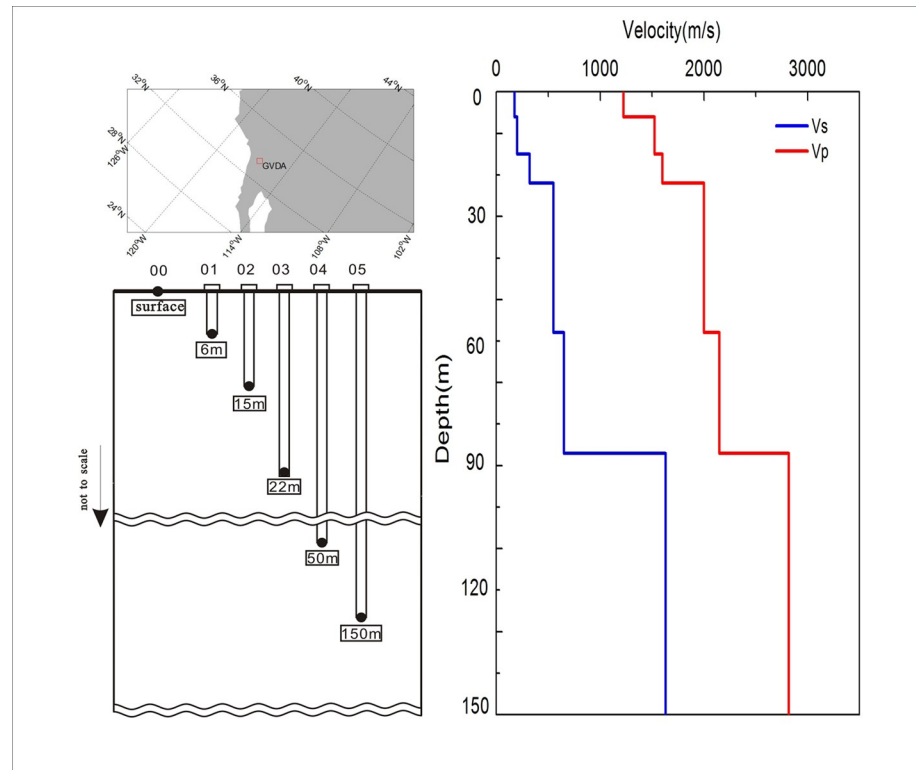 32°N
36°N
40°N
44°N
28°N
126°W
GVDA
24°N
120°W
114°W
108°W
102°W
00 01 02 03 04 05
surface
6m
15m
22m
50m
150m
not to scale
Velocity(m/s)
0 1000 2000 3000
0
30
60
90
120
150
Depth(m)
Vs
Vp